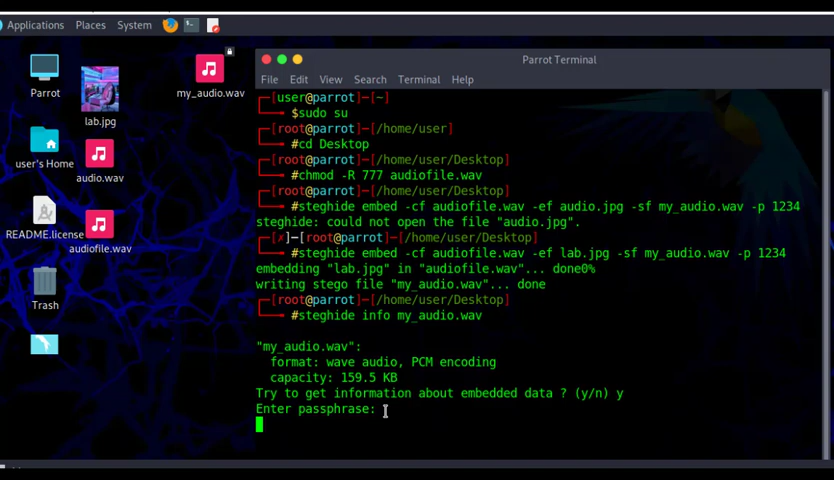 Applications Places System
Parrot
lab.jpg
my_audio.wav
user's Home
audio.wav
README.license
audiofile.wav
Trash
Parrot Terminal
File Edit View Search Terminal Help
┌─[user@parrot]─[~]
└──╼ $sudo su
┌─[root@parrot]─[/home/user]
└──╼ #cd Desktop
┌─[root@parrot]─[/home/user/Desktop]
└──╼ #chmod -R 777 audiofile.wav
┌─[root@parrot]─[/home/user/Desktop]
└──╼ #steghide embed -cf audiofile.wav -ef audio.jpg -sf my_audio.wav -p 1234
steghide: could not open the file "audio.jpg".
┌─[✗]─[root@parrot]─[/home/user/Desktop]
└──╼ #steghide embed -cf audiofile.wav -ef lab.jpg -sf my_audio.wav -p 1234
embedding "lab.jpg" in "audiofile.wav"... done0%
writing stego file "my_audio.wav"... done
┌─[root@parrot]─[/home/user/Desktop]
└──╼ #steghide info my_audio.wav
"my_audio.wav":
format: wave audio, PCM encoding
capacity: 159.5 KB
Try to get information about embedded data ? (y/n) y
Enter passphrase: